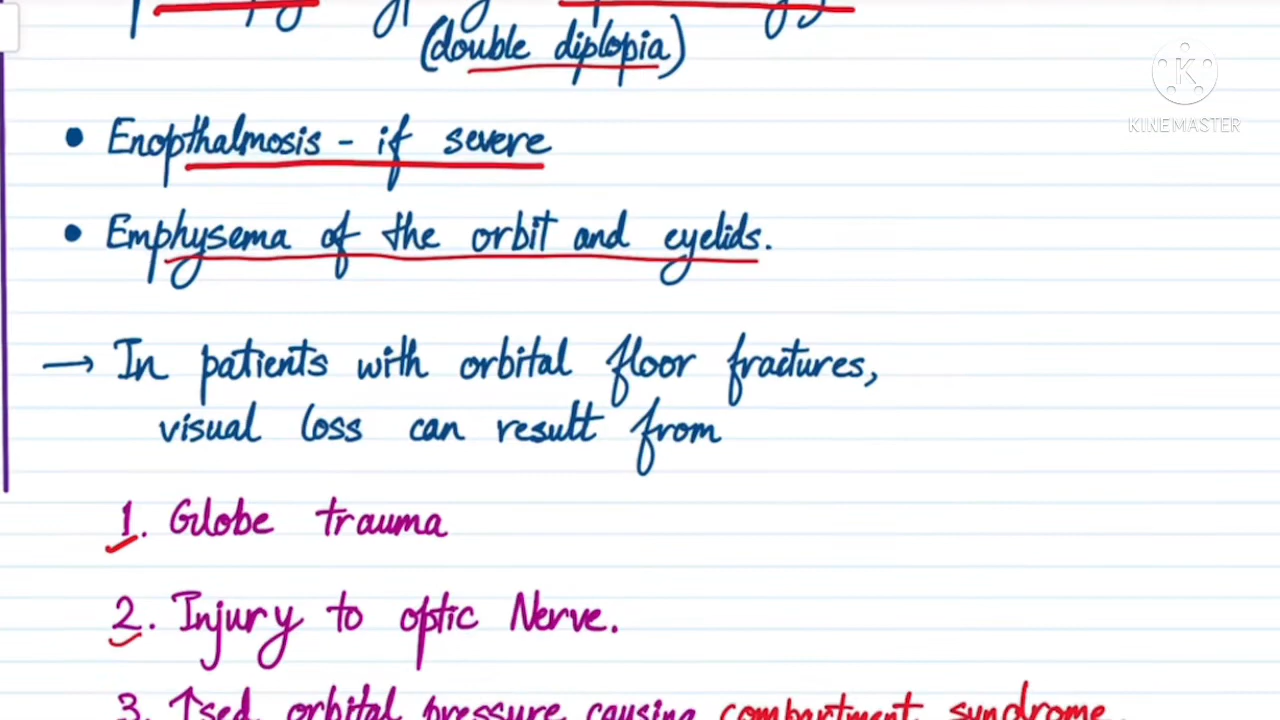 (double diplopia)
K
KINEMASTER
• Enopthalmosis - if severe
• Emphysema of the orbit and eyelids.
→ In patients with orbital floor fractures,
visual loss can result from
1. Globe trauma
2. Injury to optic Nerve.
3. ↑sed orbital pressure causing compartment syndrome.